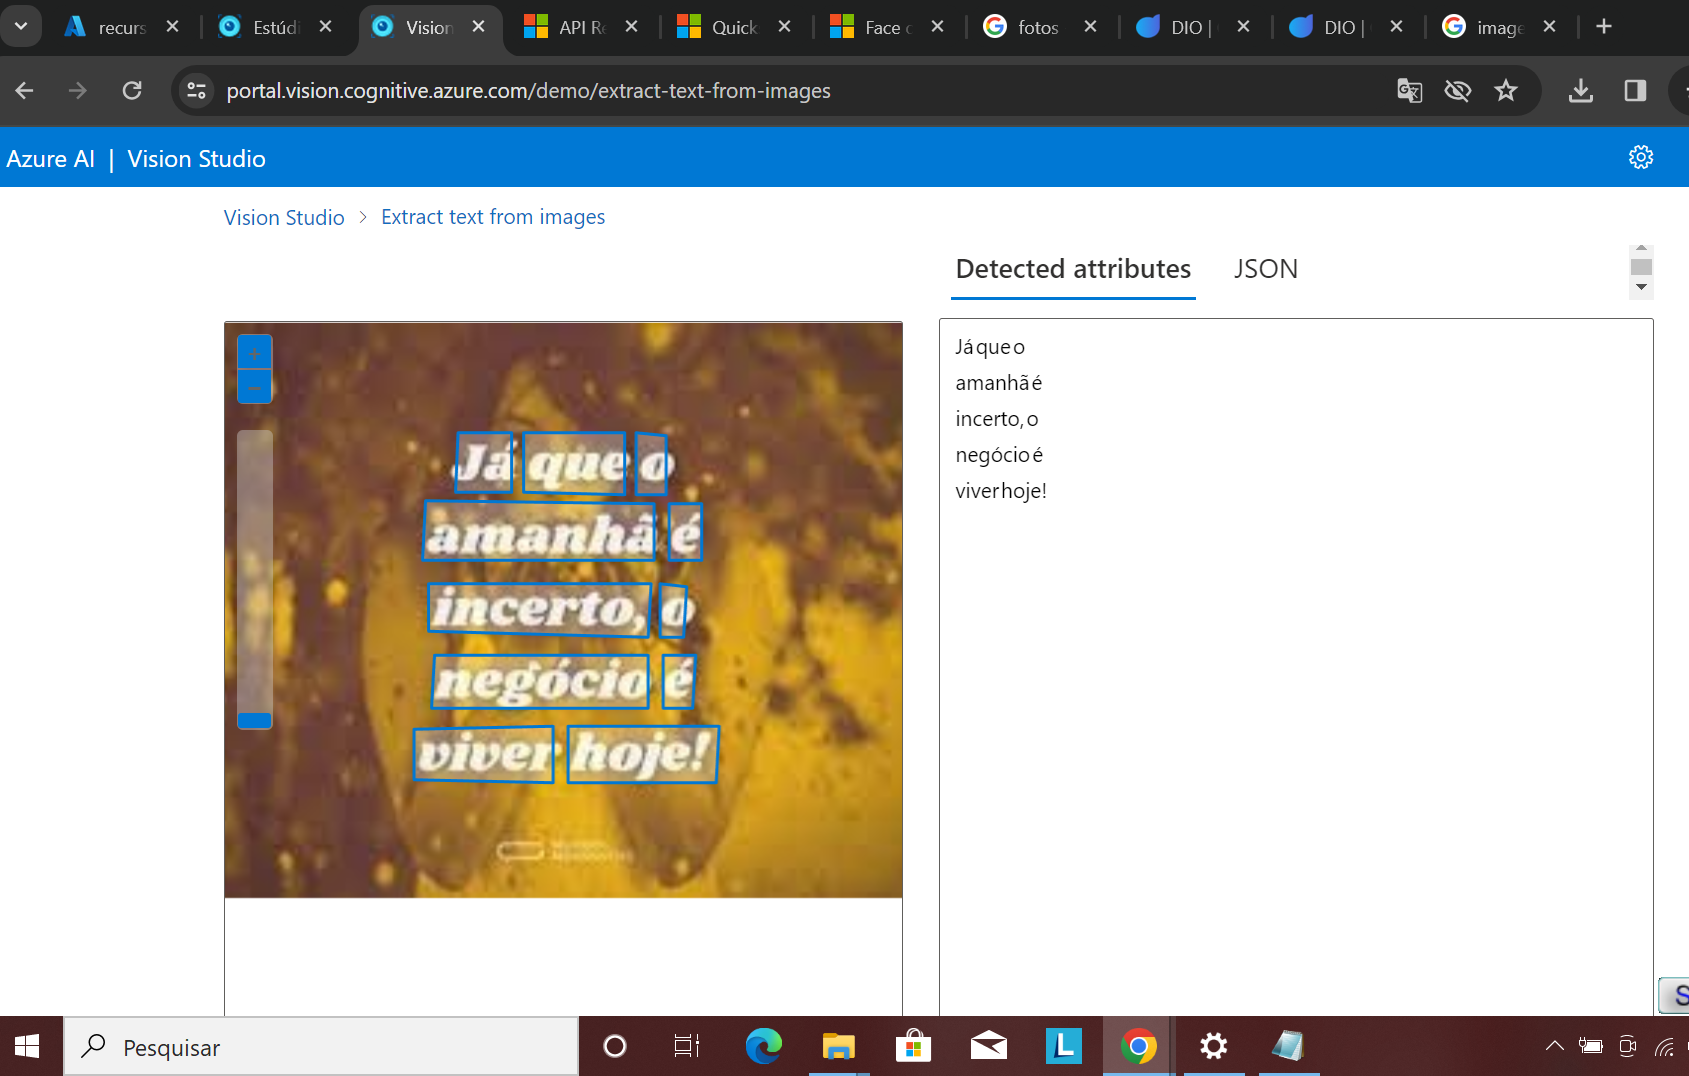 recurs
Estúdi
Vision
API Re
Quick
Face c
fotos
DIO |
DIO |
image
portal.vision.cognitive.azure.com/demo/extract-text-from-images
Azure AI | Vision Studio
Vision Studio > Extract text from images
Detected attributes
JSON
+
−
Já que o
amanhã é
incerto, o
negócio é
viver hoje!
Já que o
amanhã é
incerto, o
negócio é
viver hoje!
S
Pesquisar
L